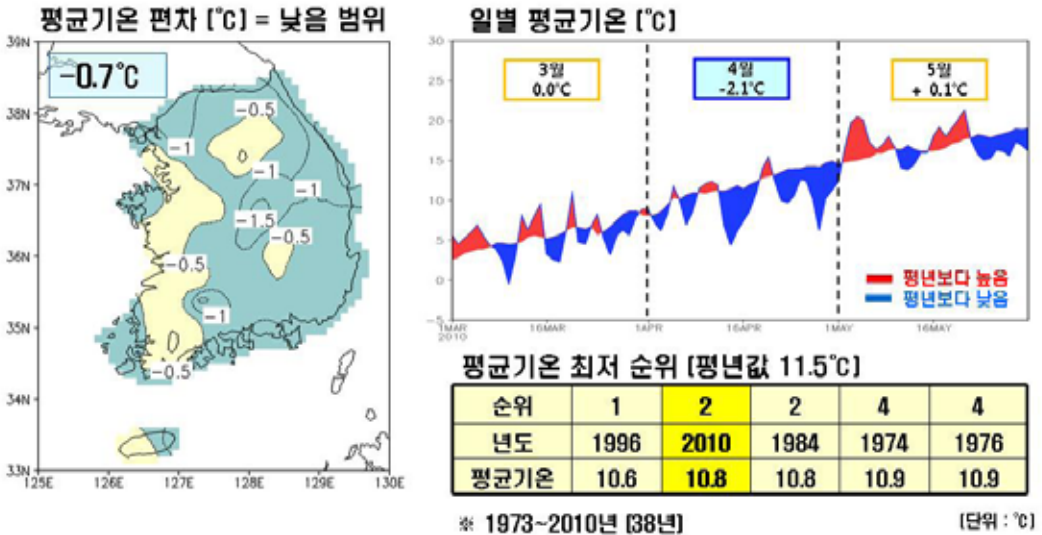 평균기온 편차 [℃] = 낮음 범위
-0.7℃
39N
38N
37N
36N
35N
34N
33N
125E 126E 127E 128E 129E 130E
-0.5
-1
-1
-1
-1.5
-0.5
-0.5
-1
-0.5
일별 평균기온 [℃]
30
25
20
15
10
5
0
-5
3월
0.0℃
4월
-2.1℃
5월
+ 0.1℃
평년보다 높음
평년보다 낮음
1MAR 16MAR 1APR 16APR 1MAY 16MAY
2010
평균기온 최저 순위 [평년값 11.5℃]
순위 1 2 2 4 4
년도 1996 2010 1984 1974 1976
평균기온 10.6 10.8 10.8 10.9 10.9
※ 1973~2010년 [38년]
[단위 : ℃]